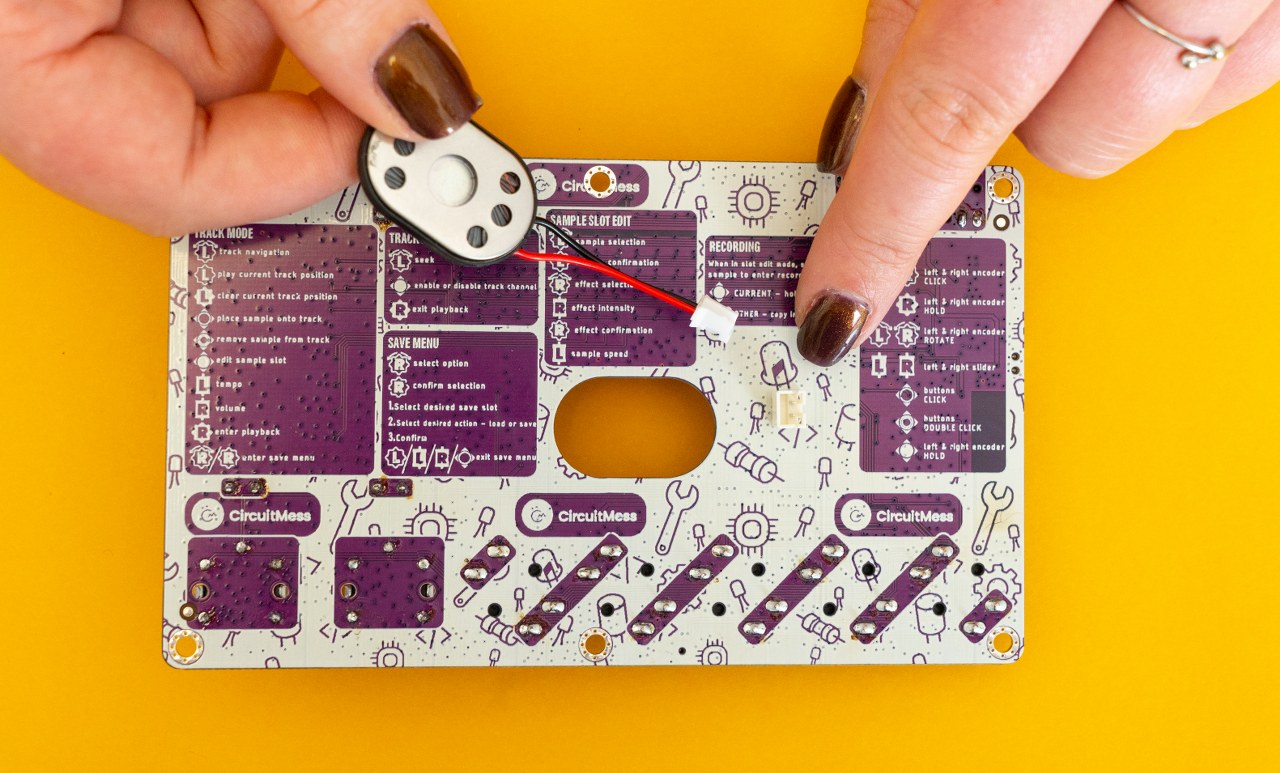 Circ
ess
TRACK MODE
track navigation
play current track position
clear current track position
place sample onto track
remove sample from track
edit sample slot
L tempo
R volume
R enter playback
R/R unter save menu
TRACK
L seek
enable or disable track channel
R exit playback
SAVE MENU
R select option
R confirm selection
1.Select desired save slot
2.Select desired action - load or save
3.Confirm
L/L/R/ exit save menu
SAMPLE SLOT EDIT
sample selection
confirmation
R effect selec
R effect intensity
R effect confirmation
L sample speed
RECORDING
When in slot edit mode,
sample to enter recor
CURRENT - hol
OTHER - copy
left & right encoder
CLICK
R left & right encoder
HOLD
L R left & right encoder
ROTATE
L R left & right slider
buttons
CLICK
buttons
DOUBLE CLICK
left & right encoder
HOLD
CircuitMess
CircuitMess
CircuitMess